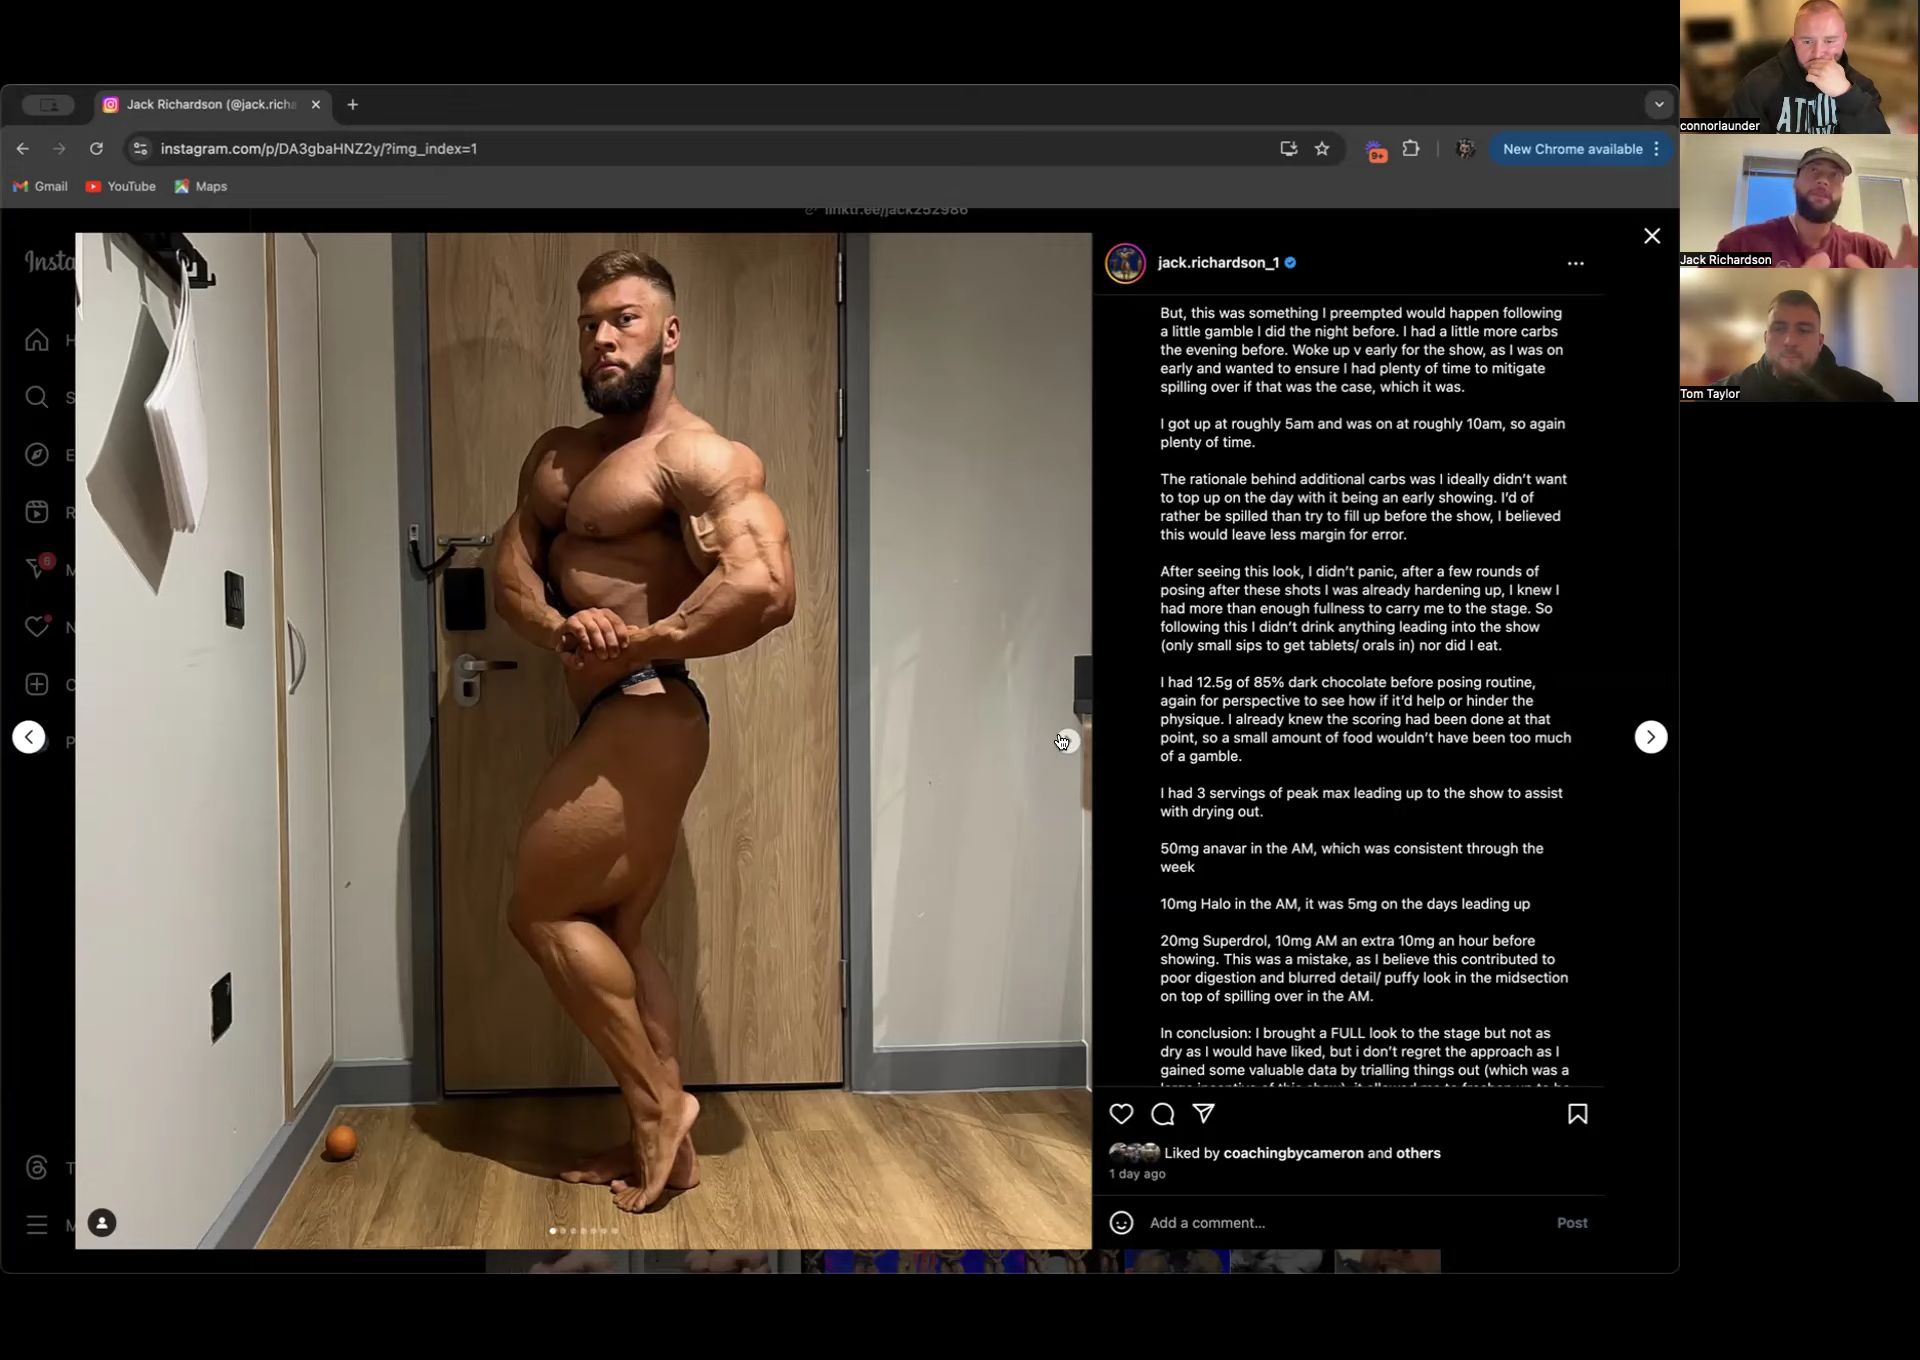 Jack Richardson (@jack.rich
instagram.com/p/DA3gbaHNZ2y/?img_index=1
9+
New Chrome available
Gmail
YouTube
Maps
linktr.ee/jack252986
Insta
H
S
E
R
8
M
N
C
P
T
M
jack.richardson_1
But, this was something I preempted would happen following
a little gamble I did the night before. I had a little more carbs
the evening before. Woke up v early for the show, as I was on
early and wanted to ensure I had plenty of time to mitigate
spilling over if that was the case, which it was.
I got up at roughly 5am and was on at roughly 10am, so again
plenty of time.
The rationale behind additional carbs was I ideally didn't want
to top up on the day with it being an early showing. I'd of
rather be spilled than try to fill up before the show, I believed
this would leave less margin for error.
After seeing this look, I didn't panic, after a few rounds of
posing after these shots I was already hardening up, I knew I
had more than enough fullness to carry me to the stage. So
following this I didn't drink anything leading into the show
(only small sips to get tablets/ orals in) nor did I eat.
I had 12.5g of 85% dark chocolate before posing routine,
again for perspective to see how if it'd help or hinder the
physique. I already knew the scoring had been done at that
point, so a small amount of food wouldn't have been too much
of a gamble.
I had 3 servings of peak max leading up to the show to assist
with drying out.
50mg anavar in the AM, which was consistent through the
week
10mg Halo in the AM, it was 5mg on the days leading up
20mg Superdrol, 10mg AM an extra 10mg an hour before
showing. This was a mistake, as I believe this contributed to
poor digestion and blurred detail/ puffy look in the midsection
on top of spilling over in the AM.
In conclusion: I brought a FULL look to the stage but not as
dry as I would have liked, but i don't regret the approach as I
gained some valuable data by trialling things out (which was a
Liked by coachingbycameron and others
1 day ago
Add a comment...
Post
connorlaunder
Jack Richardson
Tom Taylor